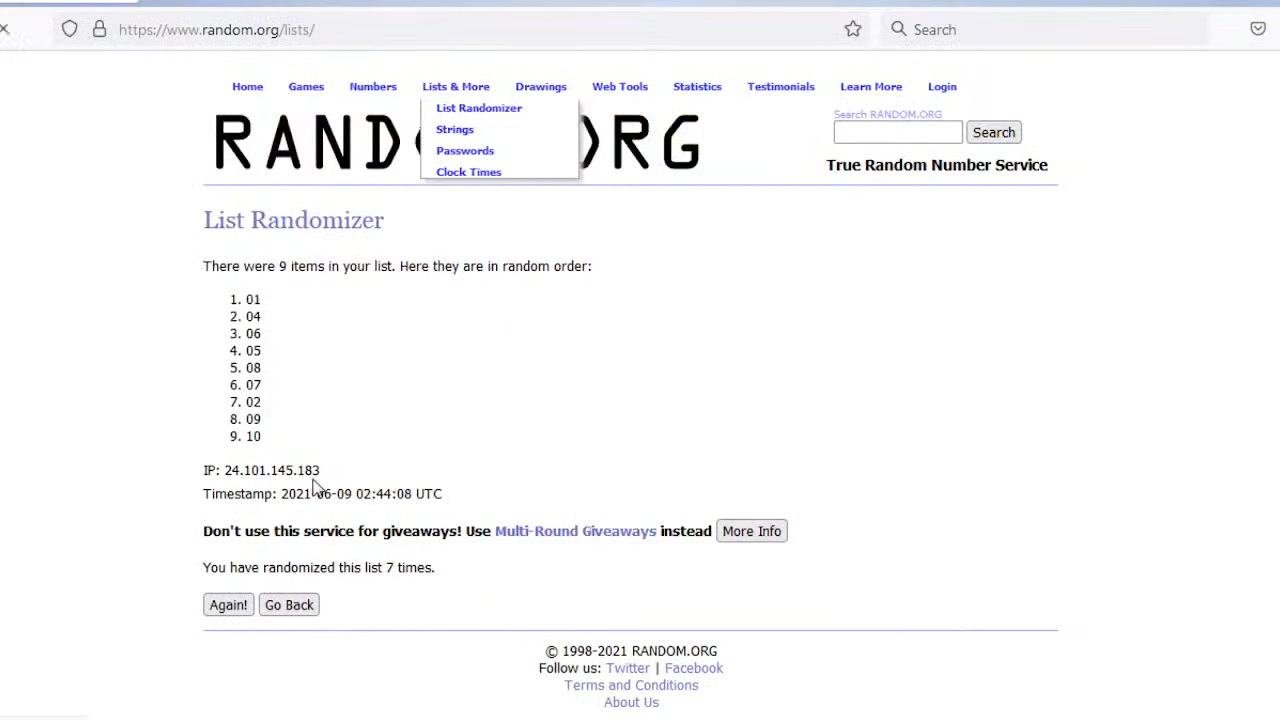 https://www.random.org/lists/
Search
Home Games Numbers Lists & More Drawings Web Tools Statistics Testimonials Learn More Login
List Randomizer
Strings
Passwords
Clock Times
Search RANDOM.ORG
Search
True Random Number Service
List Randomizer
There were 9 items in your list. Here they are in random order:
1. 01
2. 04
3. 06
4. 05
5. 08
6. 07
7. 02
8. 09
9. 10
IP: 24.101.145.183
Timestamp: 2021-06-09 02:44:08 UTC
Don't use this service for giveaways! Use Multi-Round Giveaways instead More Info
You have randomized this list 7 times.
Again! Go Back
© 1998-2021 RANDOM.ORG
Follow us: Twitter | Facebook
Terms and Conditions
About Us